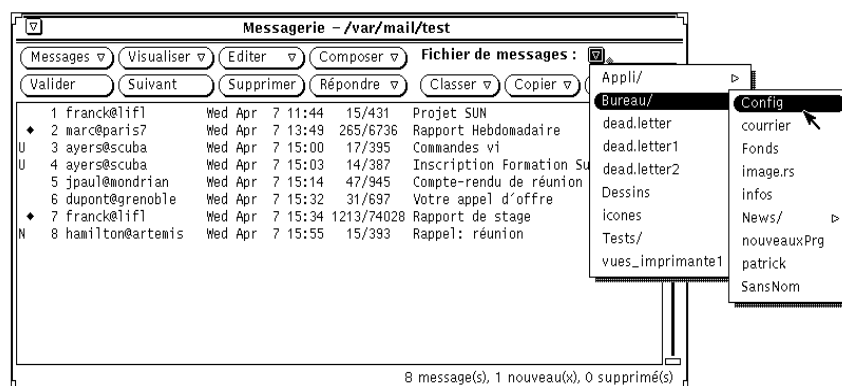 Messagerie – /var/mail/test
Messages Visualiser Editer Composer Fichier de messages :
Valider Suivant Supprimer Répondre Classer Copier
1 franck@lifl Wed Apr 7 11:44 15/431 Projet SUN
2 marc@paris7 Wed Apr 7 13:49 265/6736 Rapport Hebdomadaire
U 3 ayers@scuba Wed Apr 7 15:00 17/395 Commandes vi
U 4 ayers@scuba Wed Apr 7 15:03 14/387 Inscription Formation Su
5 jpaul@mondrian Wed Apr 7 15:14 47/945 Compte-rendu de réunion
6 dupont@grenoble Wed Apr 7 15:32 31/697 Votre appel d´offre
7 franck@lifl Wed Apr 7 15:34 1213/74028 Rapport de stage
N 8 hamilton@artemis Wed Apr 7 15:55 15/393 Rappel: réunion
8 message(s), 1 nouveau(x), 0 supprimé(s)
Appli/
Bureau/
dead.letter
dead.letter1
dead.letter2
Dessins
icones
Tests/
vues_imprimante1
Config
courrier
Fonds
image.rs
infos
News/
nouveauxPrg
patrick
SansNom